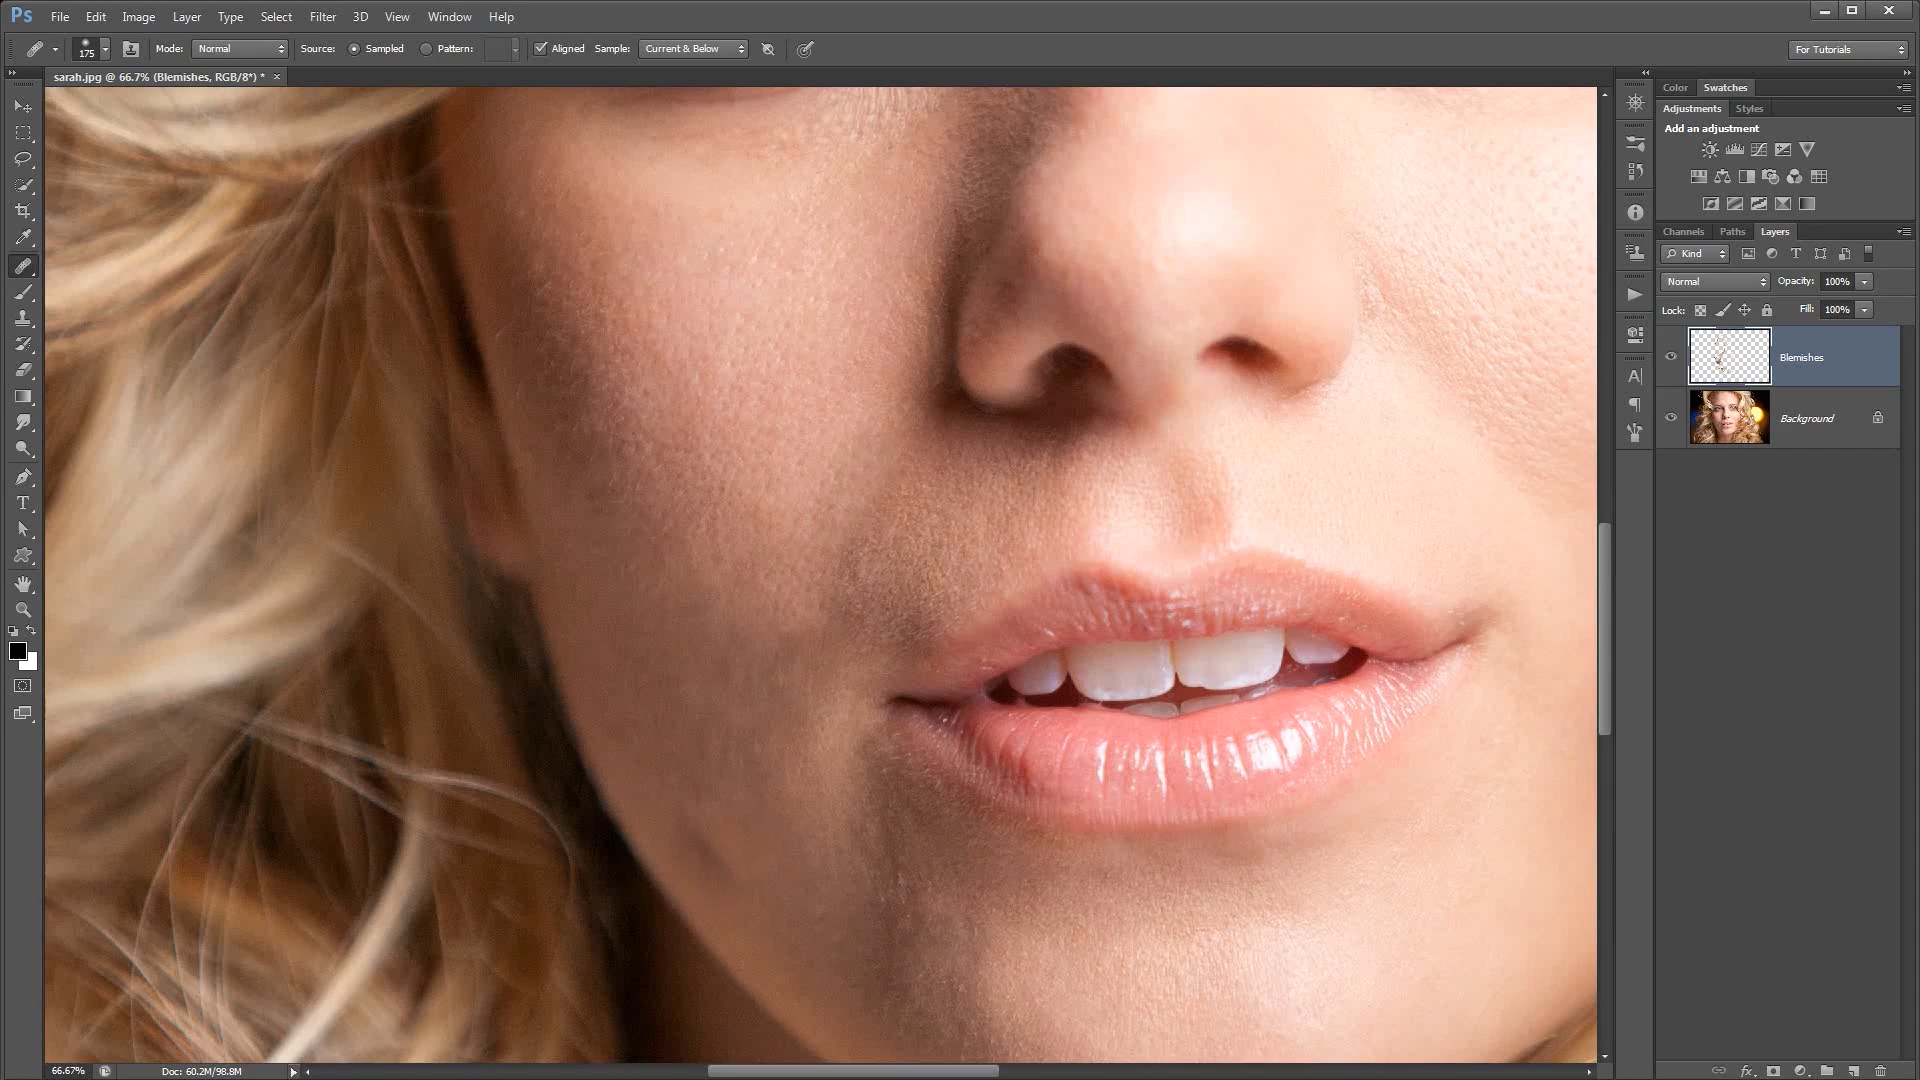 Ps File Edit Image Layer Type Select Filter 3D View Window Help
175 Mode: Normal Source: Sampled Pattern: Aligned Sample: Current & Below For Tutorials
sarah.jpg @ 66.7% (Blemishes, RGB/8*) *
Color Swatches
Adjustments Styles
Add an adjustment
Channels Paths Layers
Kind
Normal Opacity: 100%
Lock: Fill: 100%
Blemishes
Background
66.67% Doc: 60.2M/98.8M